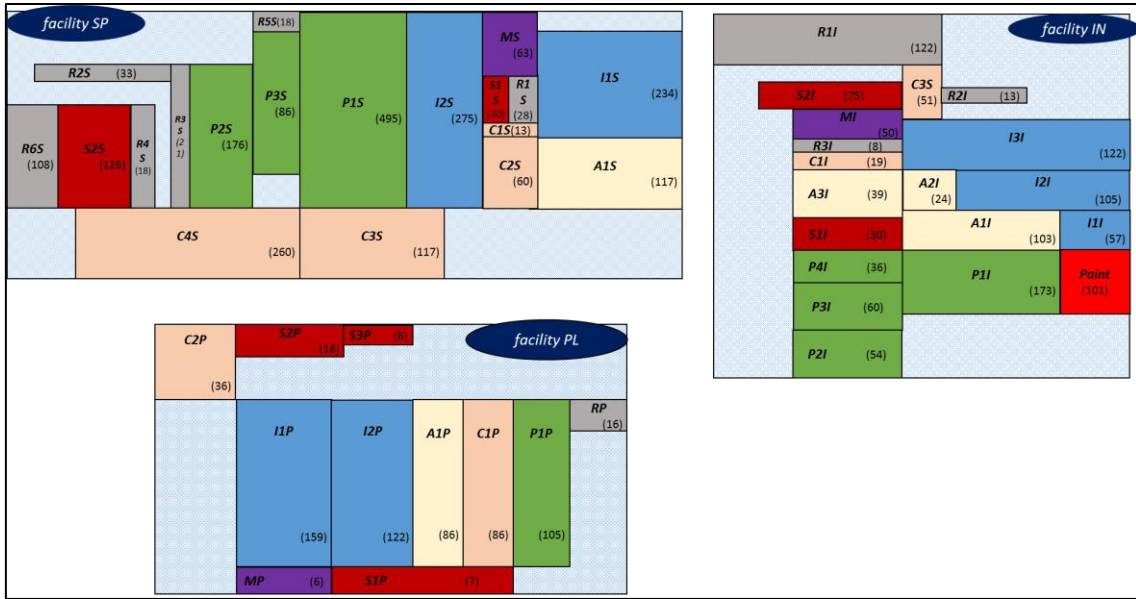 facility SP
R5S (18)
MS
(63)
R2S (33)
P3S
(86)
P1S
(495)
I2S
(275)
S1
S
(30)
R1
S
(28)
I1S
(234)
R6S
(108)
S2S
(126)
R4
S
(18)
R3
S
(2
1)
P2S
(176)
C1S(13)
C2S
(60)
A1S
(117)
C4S
(260)
C3S
(117)
facility IN
R1I
(122)
C3S
(51)
S2I (75)
R2I (13)
MI
(50)
R3I (8)
C1I (19)
I3I
(122)
A3I (39)
A2I
(24)
I2I
(105)
S1I (30)
A1I
(103)
I1I
(57)
P4I (36)
P1I
(173)
Paint
(101)
P3I (60)
P2I (54)
facility PL
C2P
(36)
S2P
(16)
S3P (6)
I1P
(159)
I2P
(122)
A1P
(86)
C1P
(86)
P1P
(105)
RP
(16)
MP (6)
S1P (7)